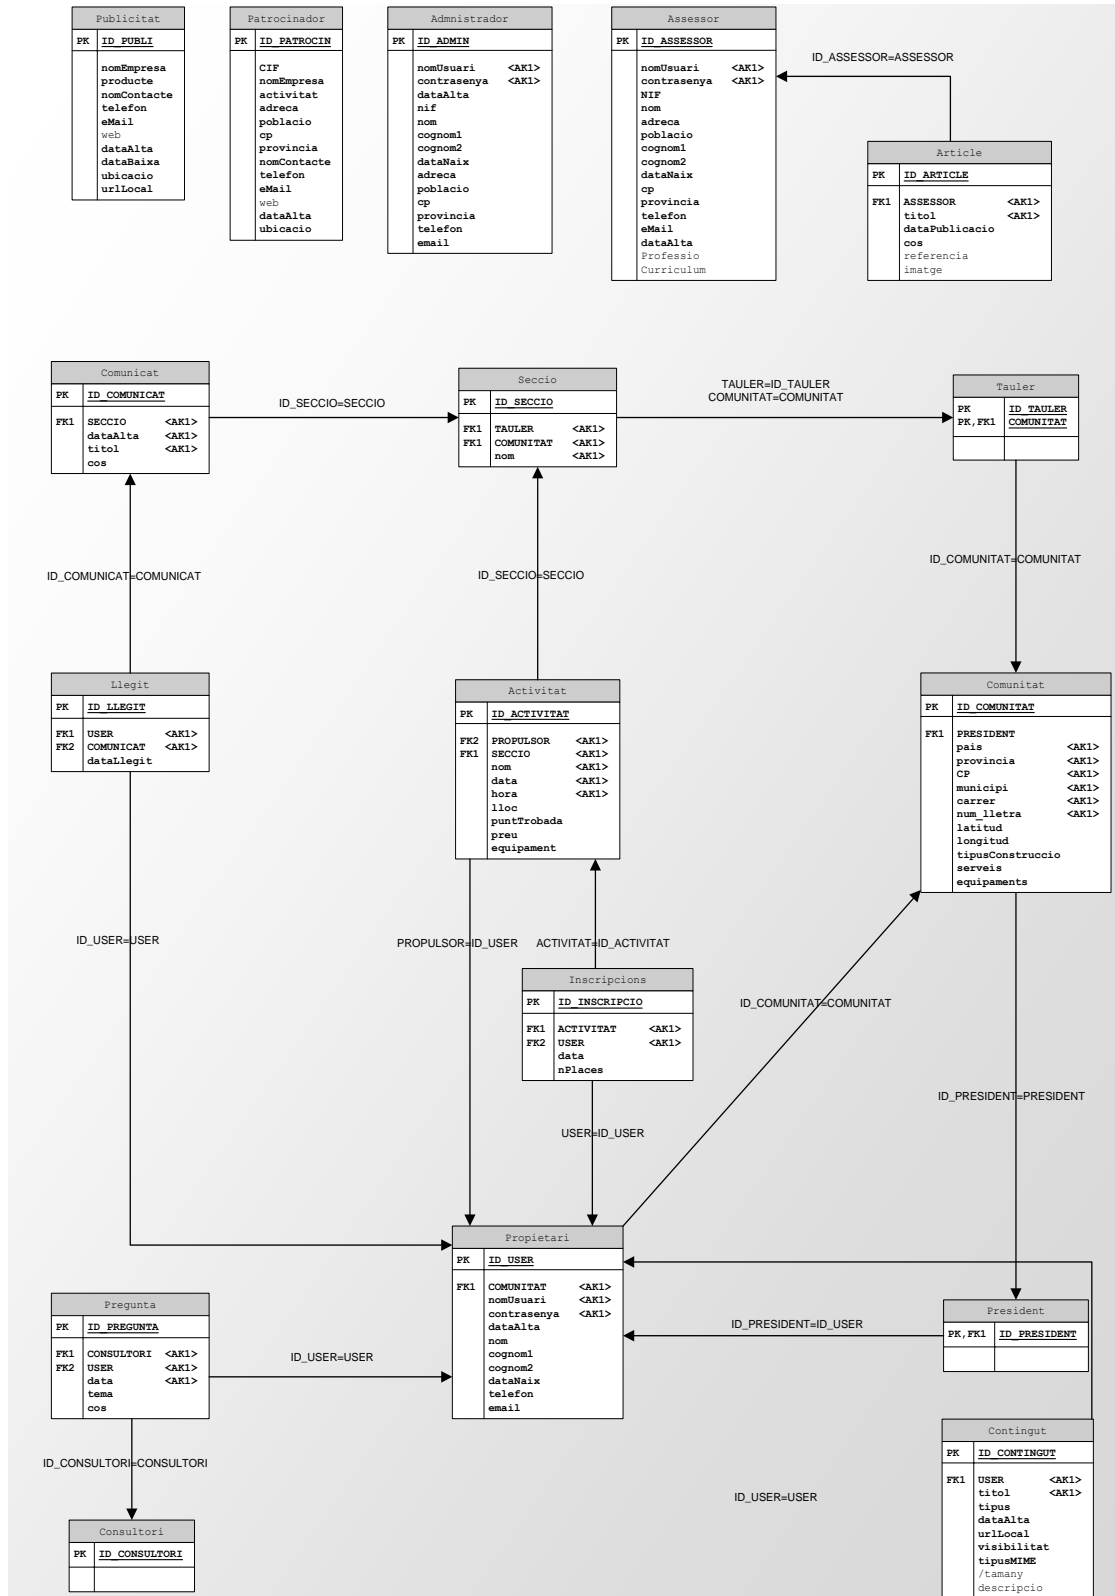 Publicitat
PK ID_PUBLI
nomEmpresa
producte
nomContacte
telefon
eMail
web
dataAlta
dataBaixa
ubicacio
urlLocal
Patrocinador
PK ID_PATROCIN
CIF
nomEmpresa
activitat
adreca
poblacio
cp
provincia
nomContacte
telefon
eMail
web
dataAlta
ubicacio
Admnistrador
PK ID_ADMIN
nomUsuari <AK1>
contrasenya <AK1>
dataAlta
nif
nom
cognom1
cognom2
dataNaix
adreca
poblacio
cp
provincia
telefon
email
Assessor
PK ID_ASSESSOR
nomUsuari <AK1>
contrasenya <AK1>
NIF
nom
adreca
poblacio
cognom1
cognom2
dataNaix
cp
provincia
telefon
eMail
dataAlta
Professio
Curriculum
ID_ASSESSOR=ASSESSOR
Article
PK ID_ARTICLE
FK1 ASSESSOR <AK1>
titol <AK1>
dataPublicacio
cos
referencia
imatge
Comunicat
PK ID_COMUNICAT
FK1 SECCIO <AK1>
dataAlta <AK1>
titol <AK1>
cos
ID_SECCIO=SECCIO
Seccio
PK ID_SECCIO
FK1 TAULER <AK1>
FK1 COMUNITAT <AK1>
nom <AK1>
TAULER=ID_TAULER
COMUNITAT=COMUNITAT
Tauler
PK ID_TAULER
PK,FK1 COMUNITAT
ID_COMUNICAT=COMUNICAT
ID_SECCIO=SECCIO
ID_COMUNITAT=COMUNITAT
Llegit
PK ID_LLEGIT
FK1 USER <AK1>
FK2 COMUNICAT <AK1>
dataLlegit
Activitat
PK ID_ACTIVITAT
FK2 PROPULSOR <AK1>
FK1 SECCIO <AK1>
nom <AK1>
data <AK1>
hora <AK1>
lloc
puntTrobada
preu
equipament
Comunitat
PK ID_COMUNITAT
FK1 PRESIDENT
pais <AK1>
provincia <AK1>
CP <AK1>
municipi <AK1>
carrer <AK1>
num_lletra <AK1>
latitud
longitud
tipusConstruccio
serveis
equipaments
ID_USER=USER
PROPULSOR=ID_USER
ACTIVITAT=ID_ACTIVITAT
Inscripcions
PK ID_INSCRIPCIO
FK1 ACTIVITAT <AK1>
FK2 USER <AK1>
data
nPlaces
ID_COMUNITAT=COMUNITAT
ID_PRESIDENT=PRESIDENT
USER=ID_USER
Propietari
PK ID_USER
FK1 COMUNITAT <AK1>
nomUsuari <AK1>
contrasenya <AK1>
dataAlta
nom
cognom1
cognom2
dataNaix
telefon
email
Pregunta
PK ID_PREGUNTA
FK1 CONSULTORI <AK1>
FK2 USER <AK1>
data <AK1>
tema
cos
ID_USER=USER
ID_PRESIDENT=ID_USER
President
PK,FK1 ID_PRESIDENT
ID_CONSULTORI=CONSULTORI
Consultori
PK ID_CONSULTORI
ID_USER=USER
Contingut
PK ID_CONTINGUT
FK1 USER <AK1>
titol <AK1>
tipus
dataAlta
urlLocal
visibilitat
tipusMIME
/tamany
descripcio